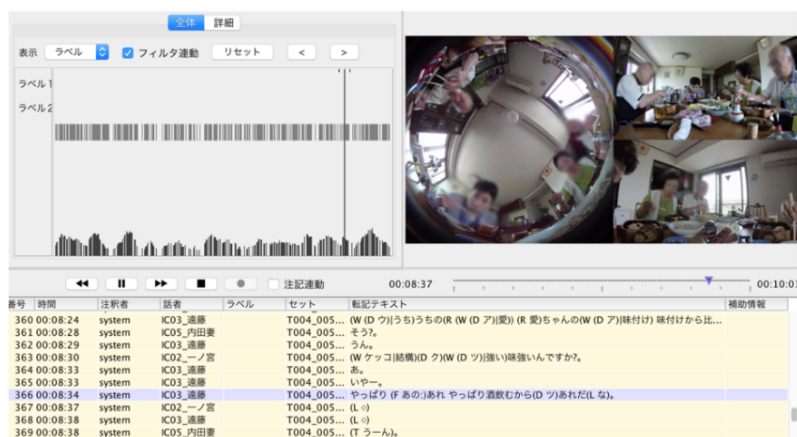 全体 詳細
表示 ラベル フィルタ連動 リセット < >
ラベル1
ラベル2
注記連動 00:08:37 00:10:01
番号 時間 注釈者 話者 ラベル セット 転記テキスト 補助情報
360 00:08:24 system IC03_遠藤 T004_005... (W (D ウ)|うち)うちの(R (W (D ア)|愛)) (R 愛)ちゃんの(W (D ア)|味付け) 味付けから比...
361 00:08:28 system IC05_内田妻 T004_005... そう?。
362 00:08:29 system IC03_遠藤 T004_005... うん。
363 00:08:30 system IC02_一ノ宮 T004_005... (W ケッコ|結構)(D ク)(W (D ツ)|強い)味強いんですか?。
364 00:08:33 system IC03_遠藤 T004_005... あ。
365 00:08:33 system IC03_遠藤 T004_005... いやー。
366 00:08:34 system IC03_遠藤 T004_005... やっぱり (F あの:)あれ やっぱり酒飲むから(D ツ)あれだ(L な)。
367 00:08:37 system IC02_一ノ宮 T004_005... (L ○)
368 00:08:38 system IC03_遠藤 T004_005... (L ○)
369 00:08:38 system IC05_内田妻 T004_005... (T うーん)。